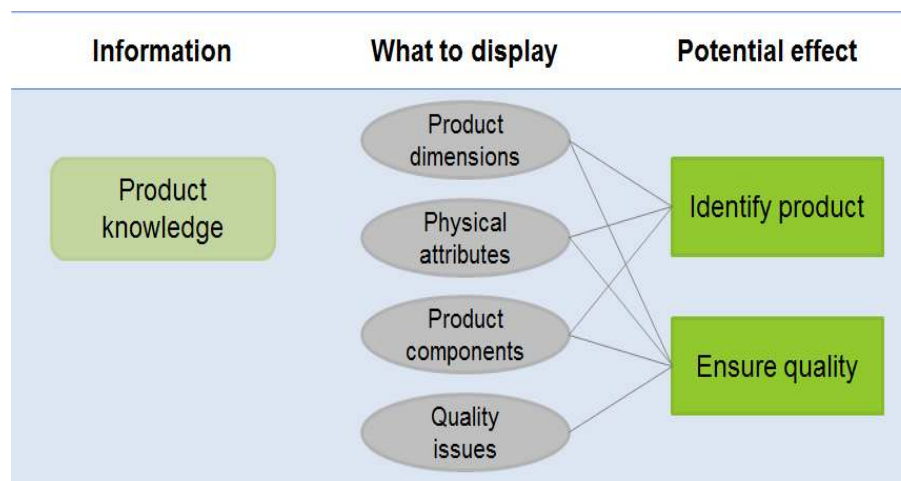 Information
What to display
Potential effect
Product
knowledge
Product
dimensions
Physical
attributes
Product
components
Quality
issues
Identify product
Ensure quality